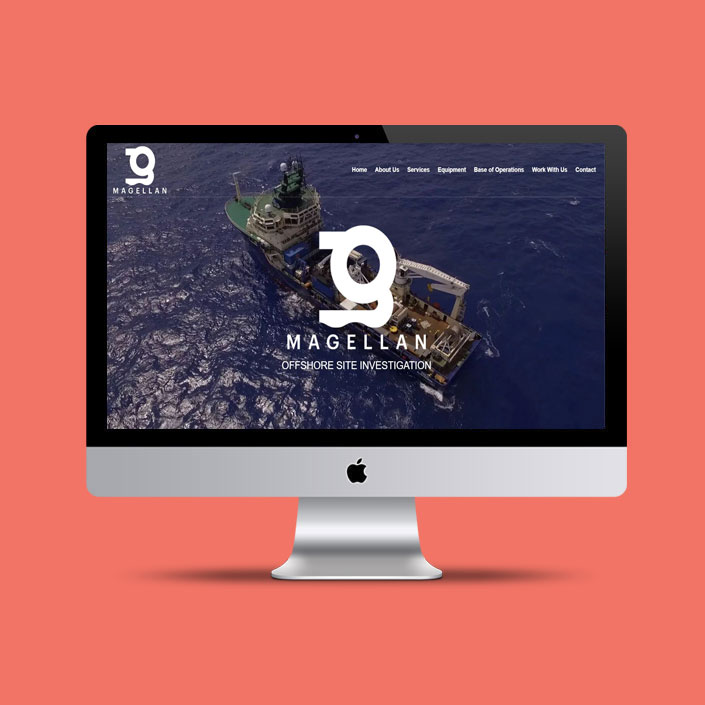 MAGELLAN
Home About Us Services Equipment Base of Operations Work With Us Contact
MAGELLAN
OFFSHORE SITE INVESTIGATION